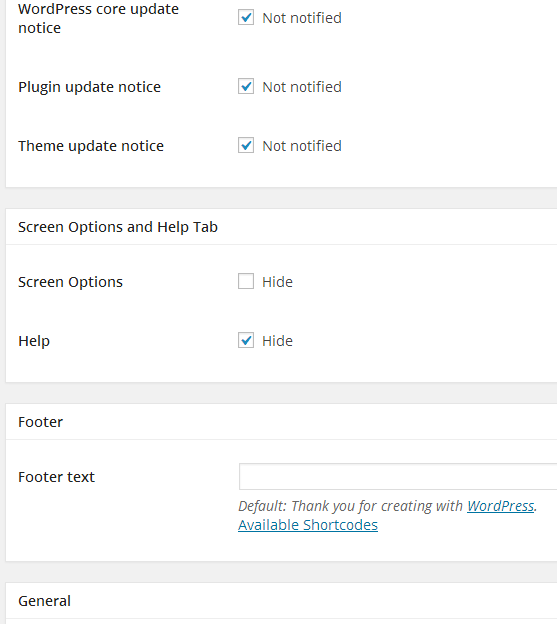 WordPress core update
notice
Not notified
Plugin update notice
Not notified
Theme update notice
Not notified
Screen Options and Help Tab
Screen Options
Hide
Help
Hide
Footer
Footer text
Default: Thank you for creating with WordPress.
Available Shortcodes
General